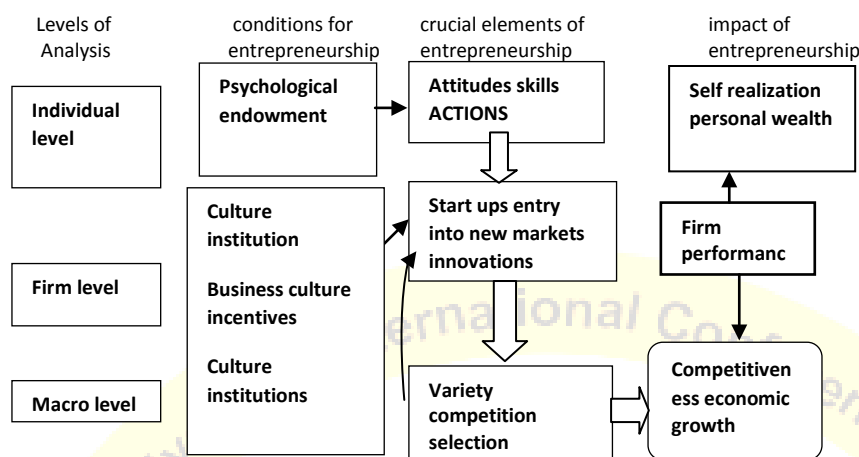 Levels of
Analysis
conditions for
entrepreneurship
crucial elements of
entrepreneurship
impact of
entrepreneurship
Individual
level
Psychological
endowment
Attitudes skills
ACTIONS
Self realization
personal wealth
Culture
institution
Start ups entry
into new markets
innovations
Firm
performanc
Firm level
Business culture
incentives
Culture
institutions
Macro level
Variety
competition
selection
Competitiven
ess economic
growth
ernational Conf